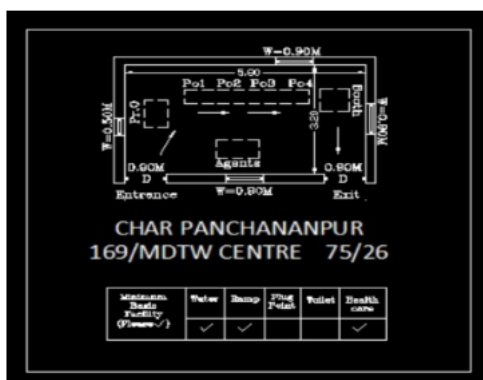 W=0.90M
5.90
Po1 Po2 Po3 Po4
Pr.O
Booth
3.20
W=0.50M
W=0.90M
Agents
0.90M
0.90M
D
D
Entrence
W=0.90M
Exit
CHAR PANCHANANPUR
169/MDTW CENTRE 75/26
Minimum Basic Facility (Please✓)
Water
Ramp
Plug Point
Toilet
Health care
✓ ✓ ✓